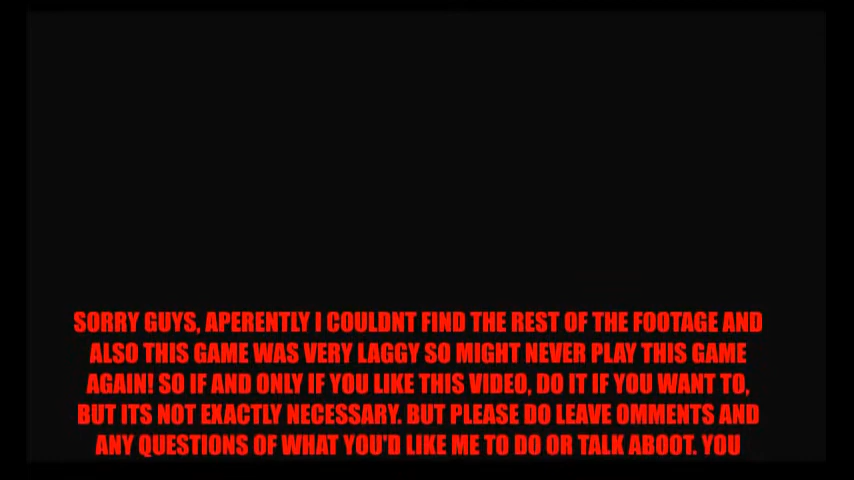 SORRY GUYS, APERENTLY I COULDNT FIND THE REST OF THE FOOTAGE AND
ALSO THIS GAME WAS VERY LAGGY SO MIGHT NEVER PLAY THIS GAME
AGAIN! SO IF AND ONLY IF YOU LIKE THIS VIDEO, DO IT IF YOU WANT TO,
BUT ITS NOT EXACTLY NECESSARY. BUT PLEASE DO LEAVE OMMENTS AND
ANY QUESTIONS OF WHAT YOU'D LIKE ME TO DO OR TALK ABOOT. YOU